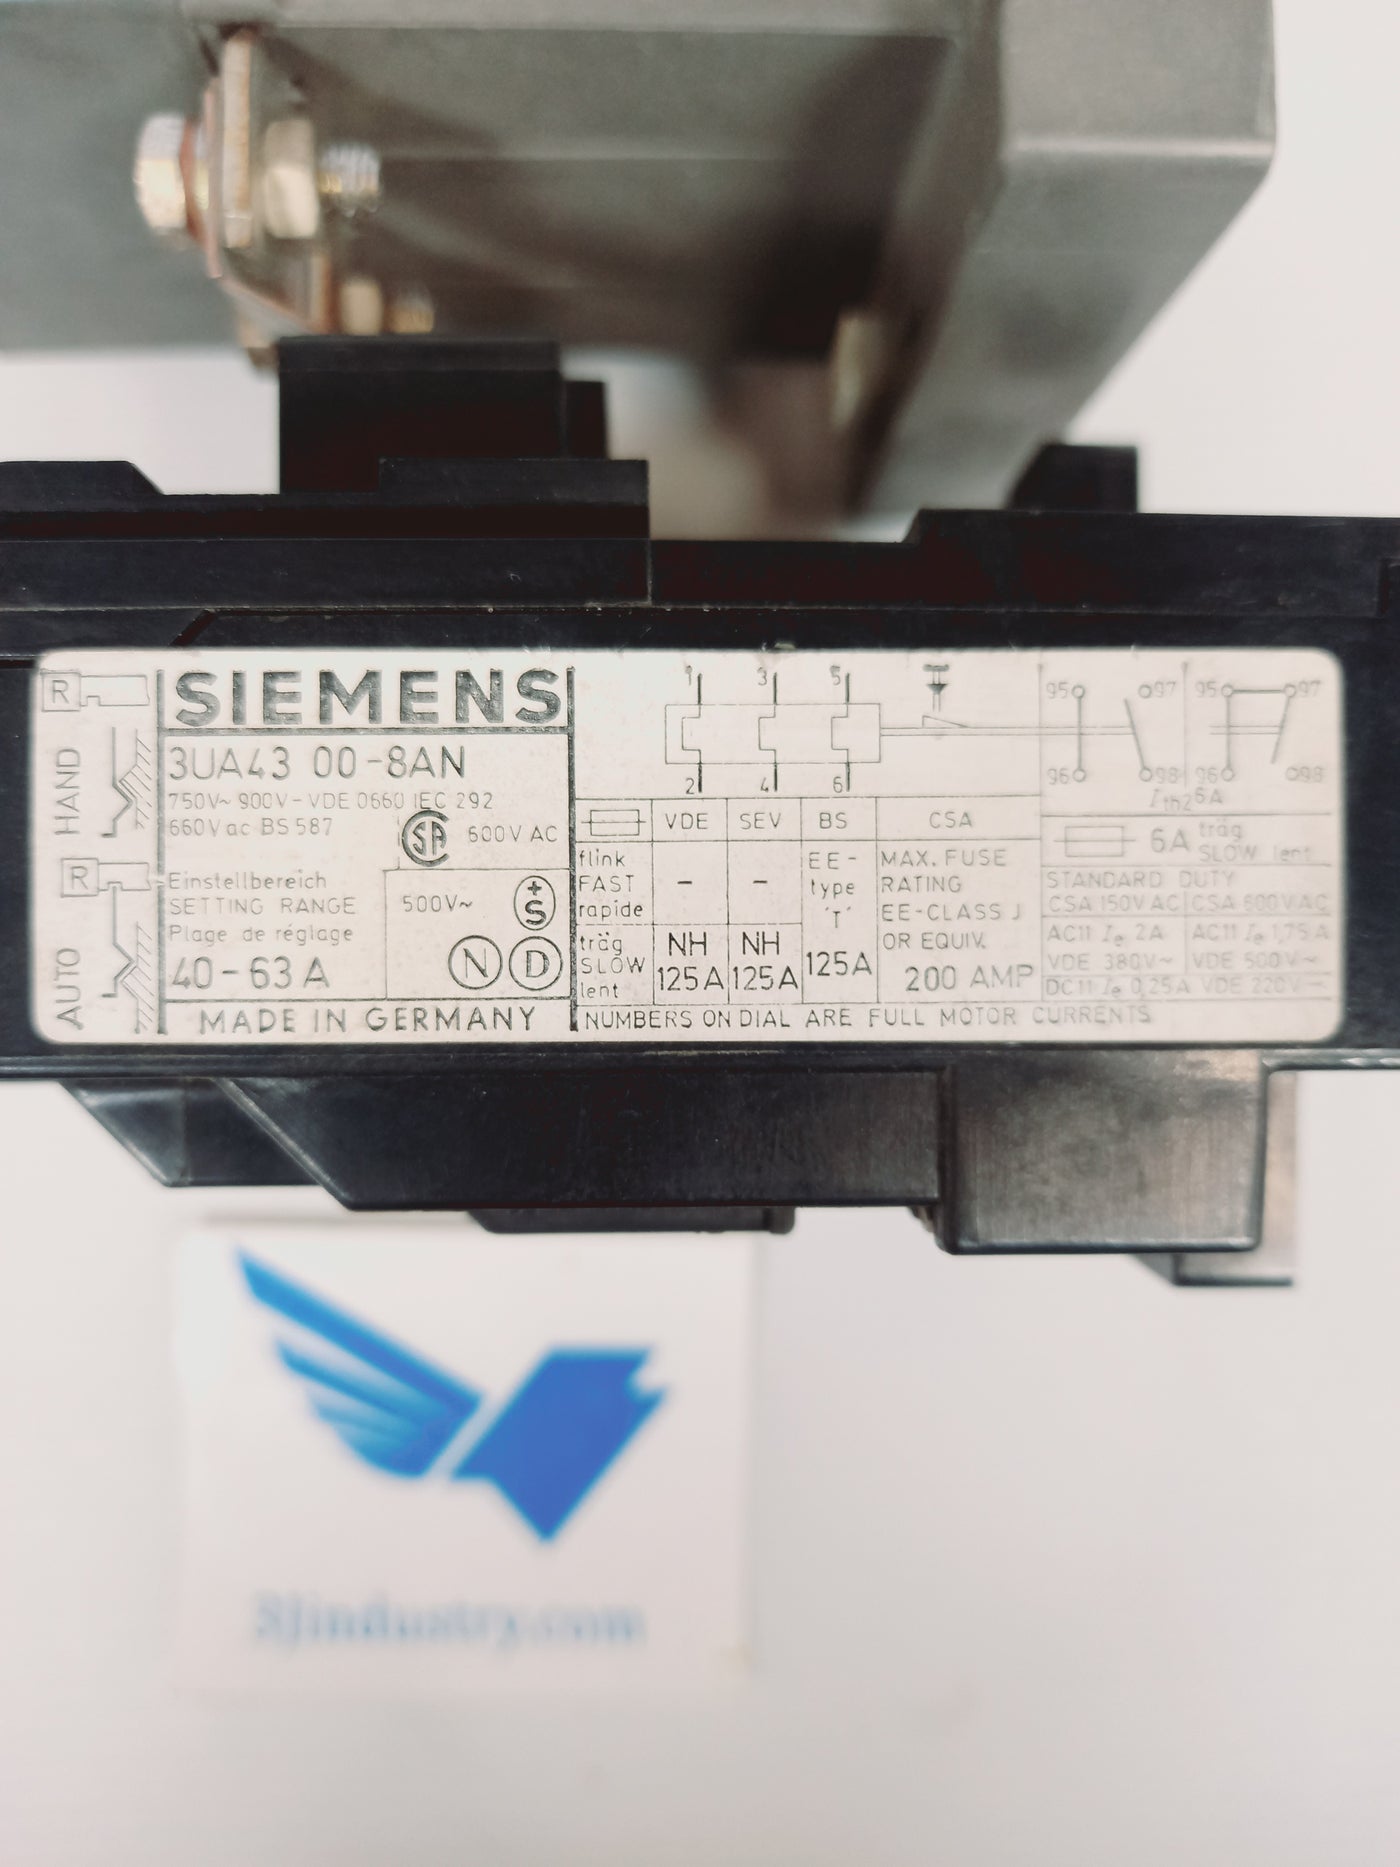 R
HAND
R
AUTO
SIEMENS
3UA43 00-8AN
750V~ 900V- VDE 0660 IEC 292
660V ac BS 587
SA 600V AC
Einstellbereich
SETTING RANGE
Plage de réglage
40-63 A
500V~
+S
N D
MADE IN GERMANY
1 3 5
2 4 6
95 97 95 97
96 98 96 98
Ith2 6A
VDE SEV BS CSA
flink
FAST
rapide
- -
träg
SLOW
lent
NH
125A
NH
125A
EE-
type
'T'
125A
MAX. FUSE
RATING
EE-CLASS J
OR EQUIV.
200 AMP
6A träg
SLOW lent
STANDARD DUTY
CSA 150V AC CSA 600V AC
AC11 Ie 2A AC11 Ie 1,75A
VDE 380V~ VDE 500V~
DC11 Ie 0,25A VDE 220V-
NUMBERS ON DIAL ARE FULL MOTOR CURRENTS
3Jindustry.com